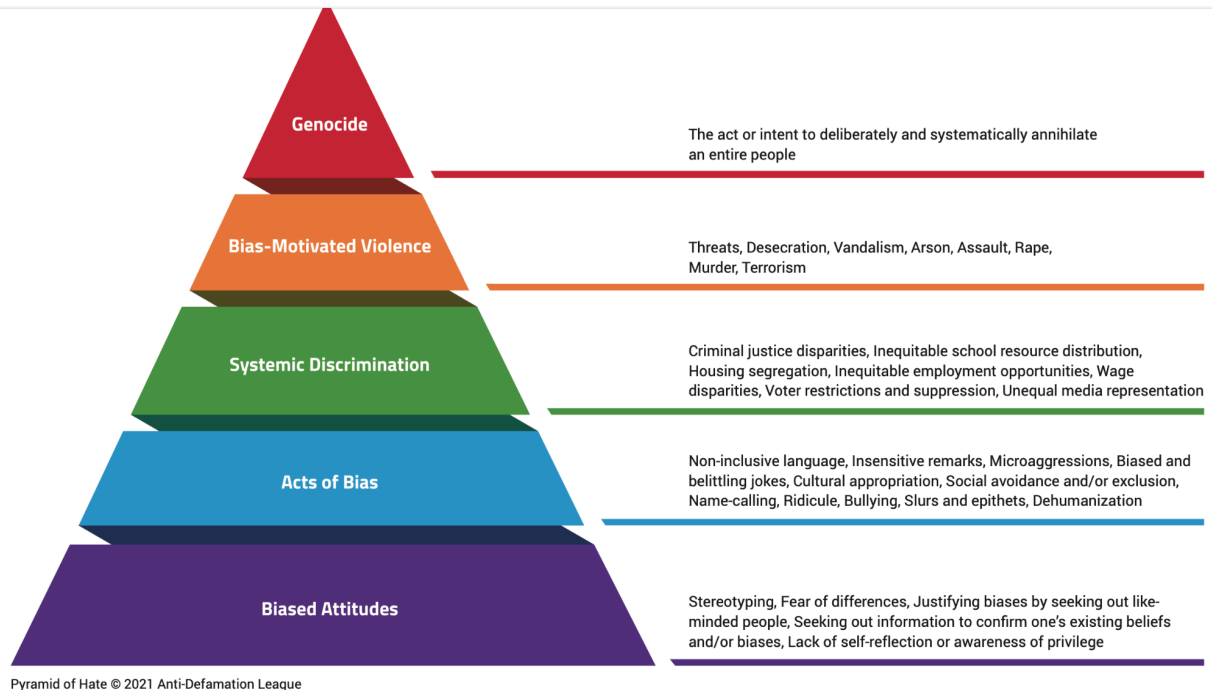 Genocide
The act or intent to deliberately and systematically annihilate
an entire people
Bias-Motivated Violence
Threats, Desecration, Vandalism, Arson, Assault, Rape,
Murder, Terrorism
Systemic Discrimination
Criminal justice disparities, Inequitable school resource distribution,
Housing segregation, Inequitable employment opportunities, Wage
disparities, Voter restrictions and suppression, Unequal media representation
Acts of Bias
Non-inclusive language, Insensitive remarks, Microaggressions, Biased and
belittling jokes, Cultural appropriation, Social avoidance and/or exclusion,
Name-calling, Ridicule, Bullying, Slurs and epithets, Dehumanization
Biased Attitudes
Stereotyping, Fear of differences, Justifying biases by seeking out like-
minded people, Seeking out information to confirm one's existing beliefs
and/or biases, Lack of self-reflection or awareness of privilege
Pyramid of Hate © 2021 Anti-Defamation League